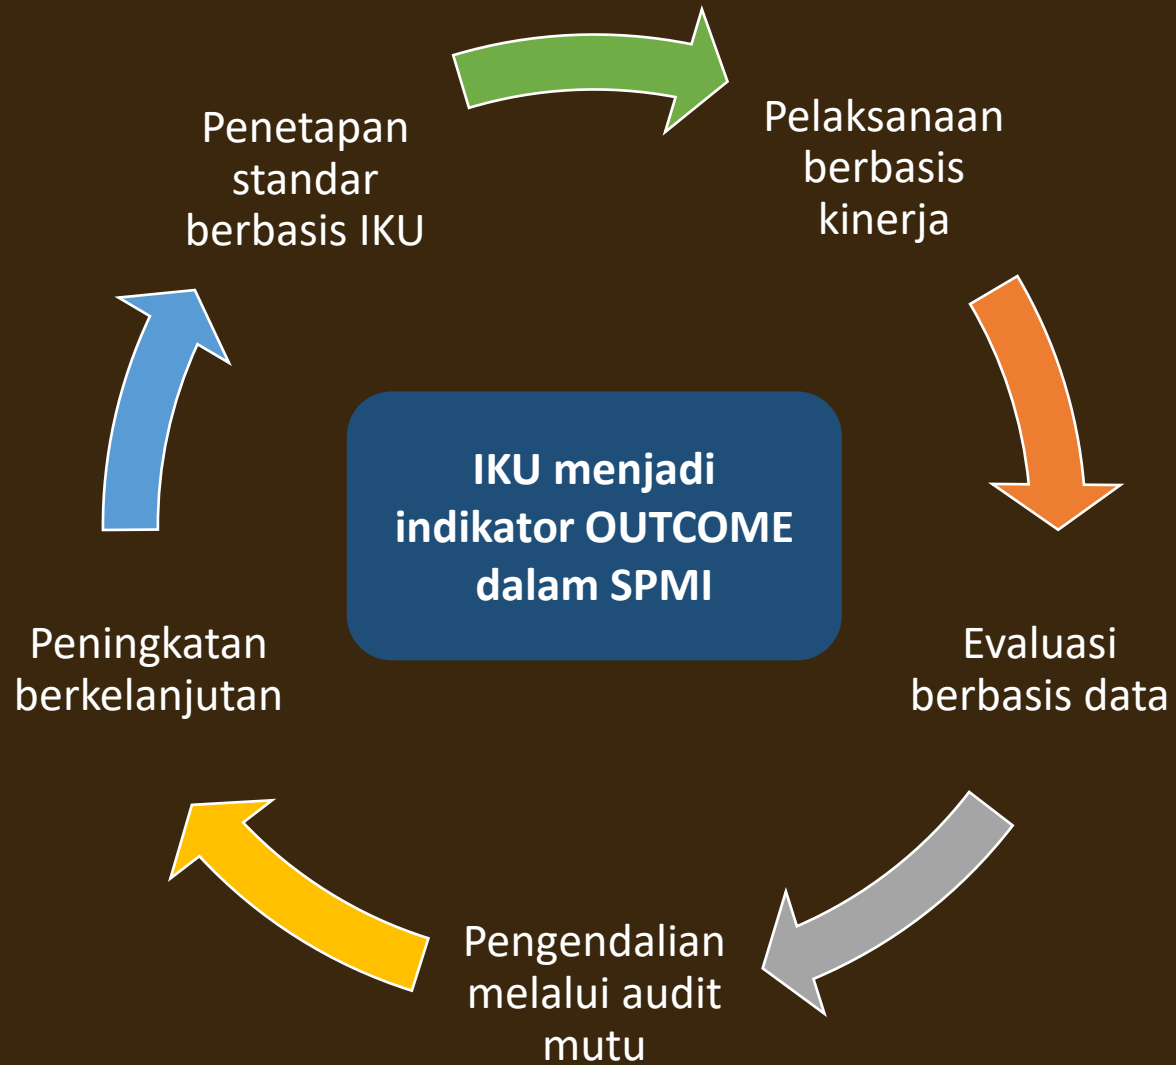 Penetapan
standar
berbasis IKU
Pelaksanaan
berbasis
kinerja
IKU menjadi
indikator OUTCOME
dalam SPMI
Peningkatan
berkelanjutan
Evaluasi
berbasis data
Pengendalian
melalui audit
mutu